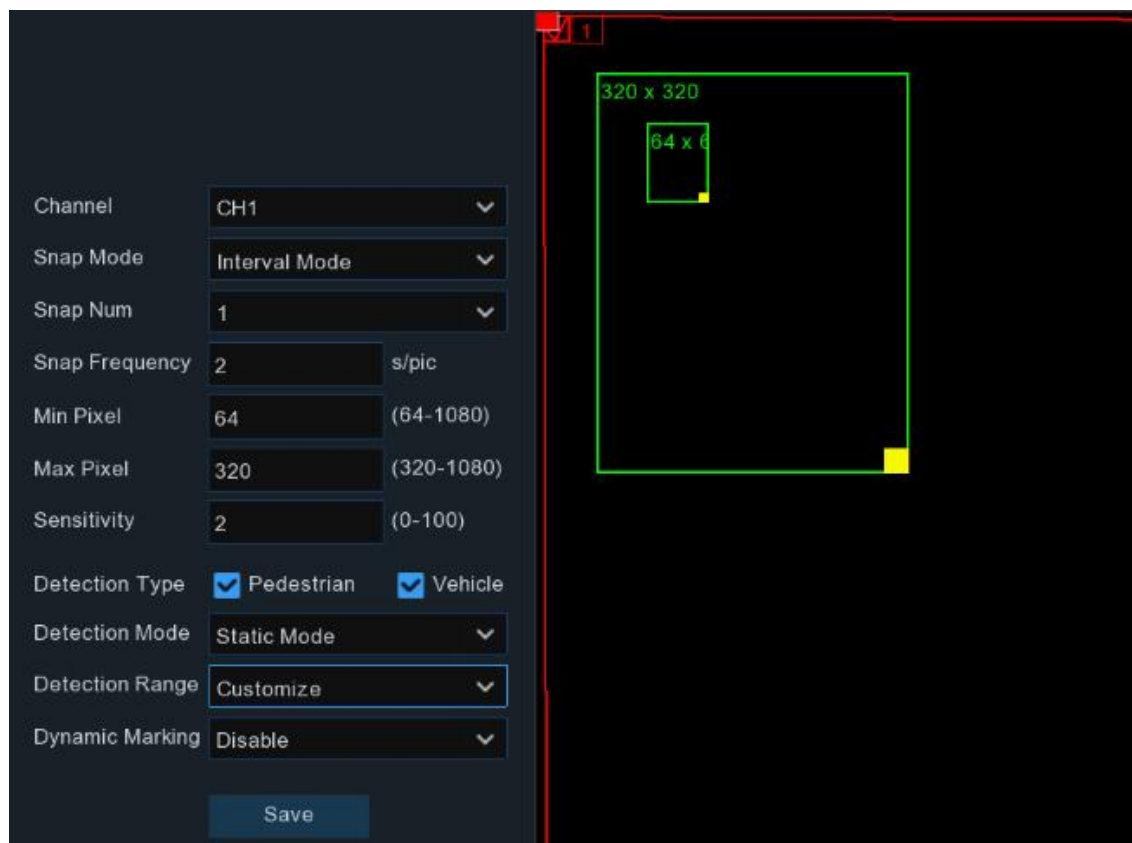 1
320 x 320
64 x 6
Channel CH1
Snap Mode Interval Mode
Snap Num 1
Snap Frequency 2 s/pic
Min Pixel 64 (64-1080)
Max Pixel 320 (320-1080)
Sensitivity 2 (0-100)
Detection Type Pedestrian Vehicle
Detection Mode Static Mode
Detection Range Customize
Dynamic Marking Disable
Save